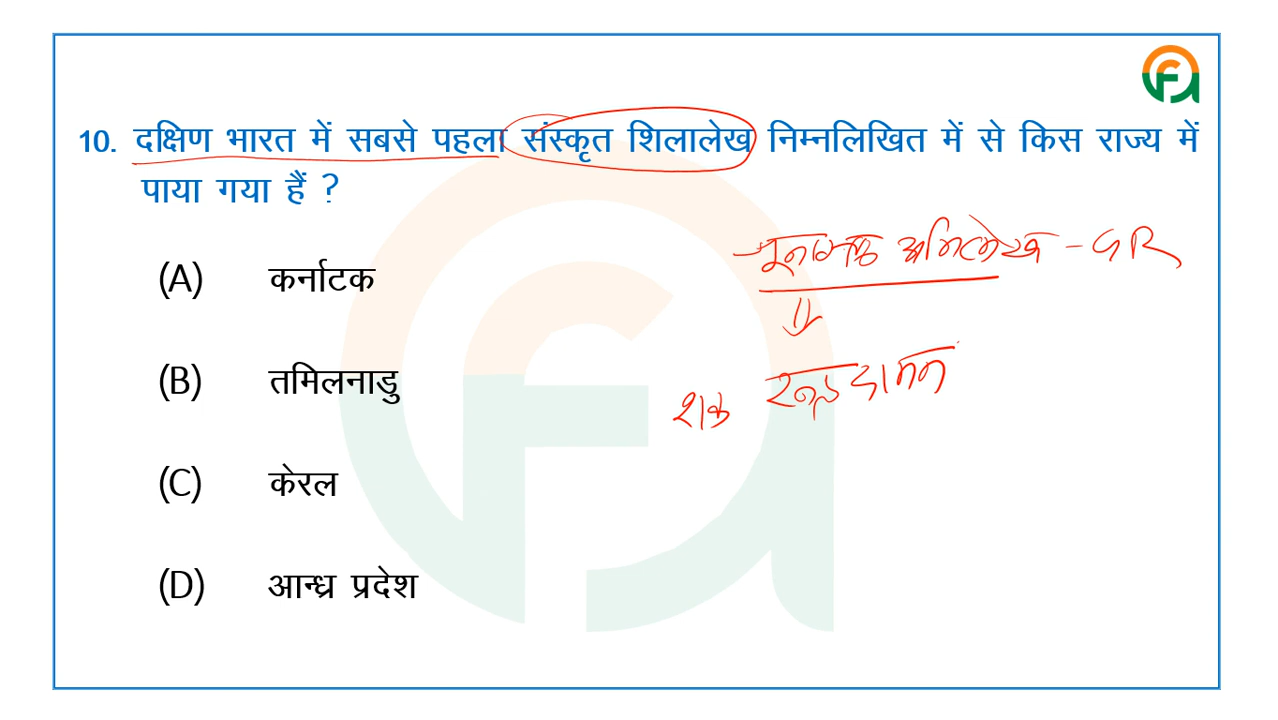 10. दक्षिण भारत में सबसे पहला संस्कृत शिलालेख निम्नलिखित में से किस राज्य में
पाया गया हैं ?
(A) कर्नाटक
(B) तमिलनाडु
(C) केरल
(D) आन्ध्र प्रदेश
जूनागढ़ अभिलेख -
शक रुद्रदामन